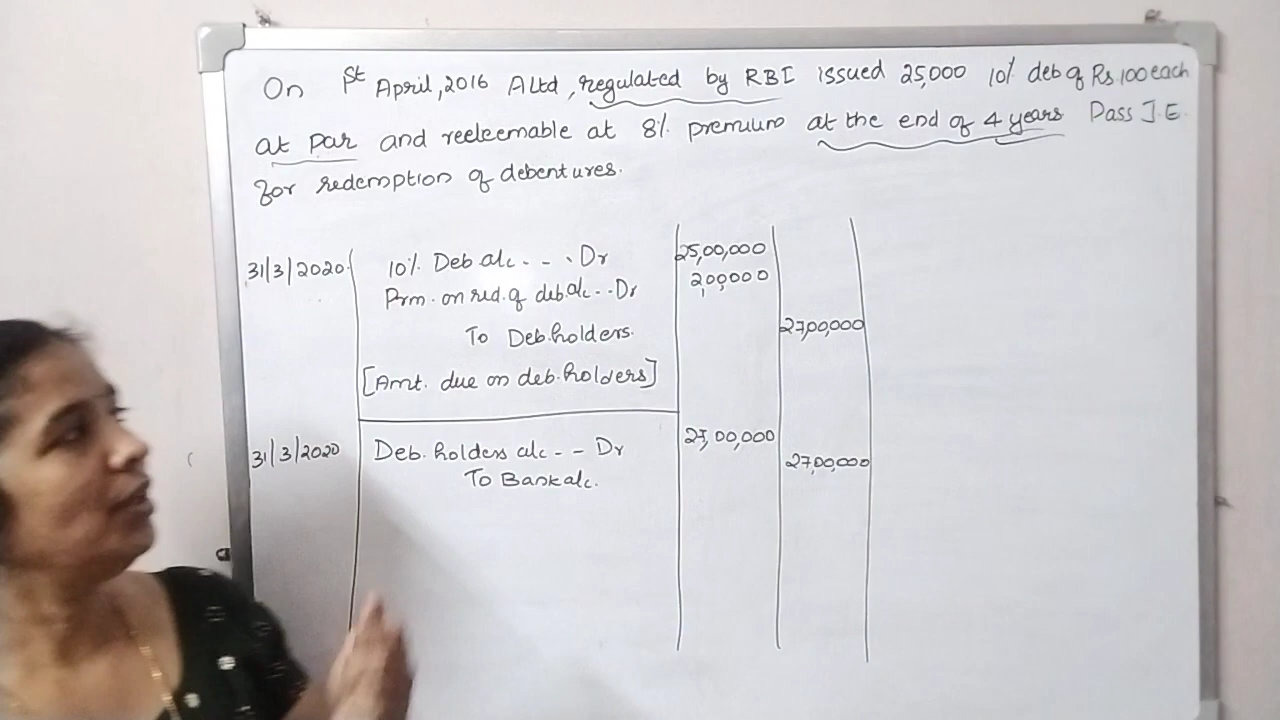 On 1st April, 2016 A Ltd, regulated by RBI issued 25,000 10% deb of Rs 100 each
at par and redeemable at 8% premium at the end of 4 years Pass J.E.
for redemption of debentures.
31/3/2020 10% Deb a/c - - - Dr 25,00,000
Prm. on red. of deb a/c - - Dr 2,00,000
To Deb. holders. 27,00,000
[Amt. due on deb. holders]
31/3/2020 Deb. holders a/c - - Dr 27,00,000
To Bank a/c. 27,00,000